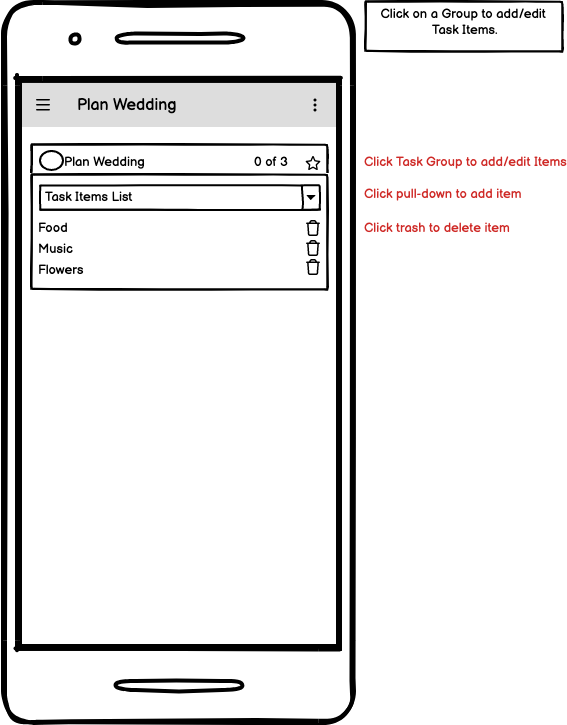 Click on a Group to add/edit
Task Items.
Plan Wedding
Plan Wedding 0 of 3
Click Task Group to add/edit Items
Task Items List
Click pull-down to add item
Food
Click trash to delete item
Music
Flowers